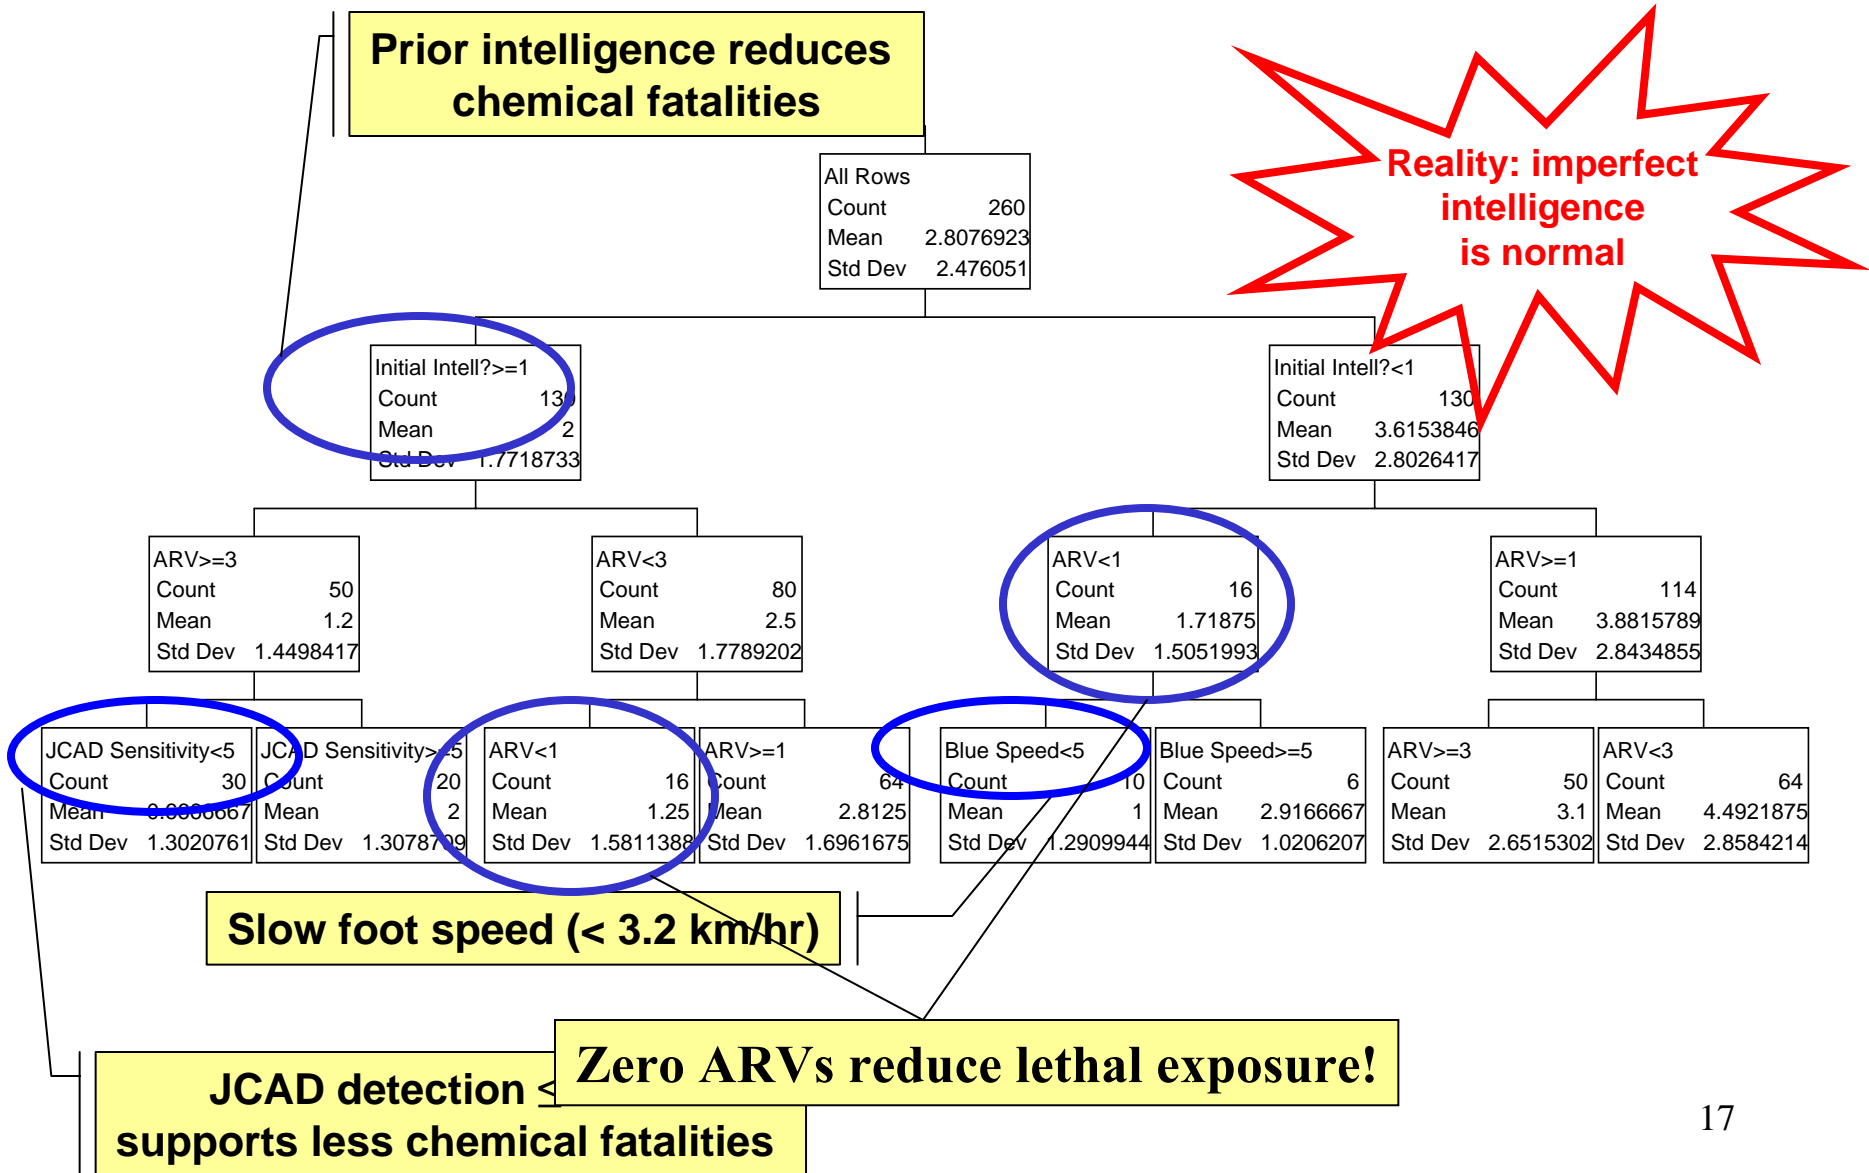 Prior intelligence reduces
chemical fatalities
Reality: imperfect
intelligence
is normal
All Rows
Count 260
Mean 2.8076923
Std Dev 2.476051
Initial Intell?>=1
Count 130
Mean 2
Std Dev 1.7718733
Initial Intell?<1
Count 130
Mean 3.6153846
Std Dev 2.8026417
ARV>=3
Count 50
Mean 1.2
Std Dev 1.4498417
ARV<3
Count 80
Mean 2.5
Std Dev 1.7789202
ARV<1
Count 16
Mean 1.71875
Std Dev 1.5051993
ARV>=1
Count 114
Mean 3.8815789
Std Dev 2.8434855
JCAD Sensitivity<5
Count 30
Mean
Std Dev 1.3020761
JCAD Sensitivity>=5
Count 20
Mean 2
Std Dev
ARV<1
Count 16
Mean 1.25
Std Dev 1.5811388
ARV>=1
Count 64
Mean 2.8125
Std Dev 1.6961675
Blue Speed<5
Count 10
Mean 1
Std Dev 1.2909944
Blue Speed>=5
Count 6
Mean 2.9166667
Std Dev 1.0206207
ARV>=3
Count 50
Mean 3.1
Std Dev 2.6515302
ARV<3
Count 64
Mean 4.4921875
Std Dev 2.8584214
Slow foot speed (< 3.2 km/hr)
Zero ARVs reduce lethal exposure!
JCAD detection ≤
supports less chemical fatalities
17